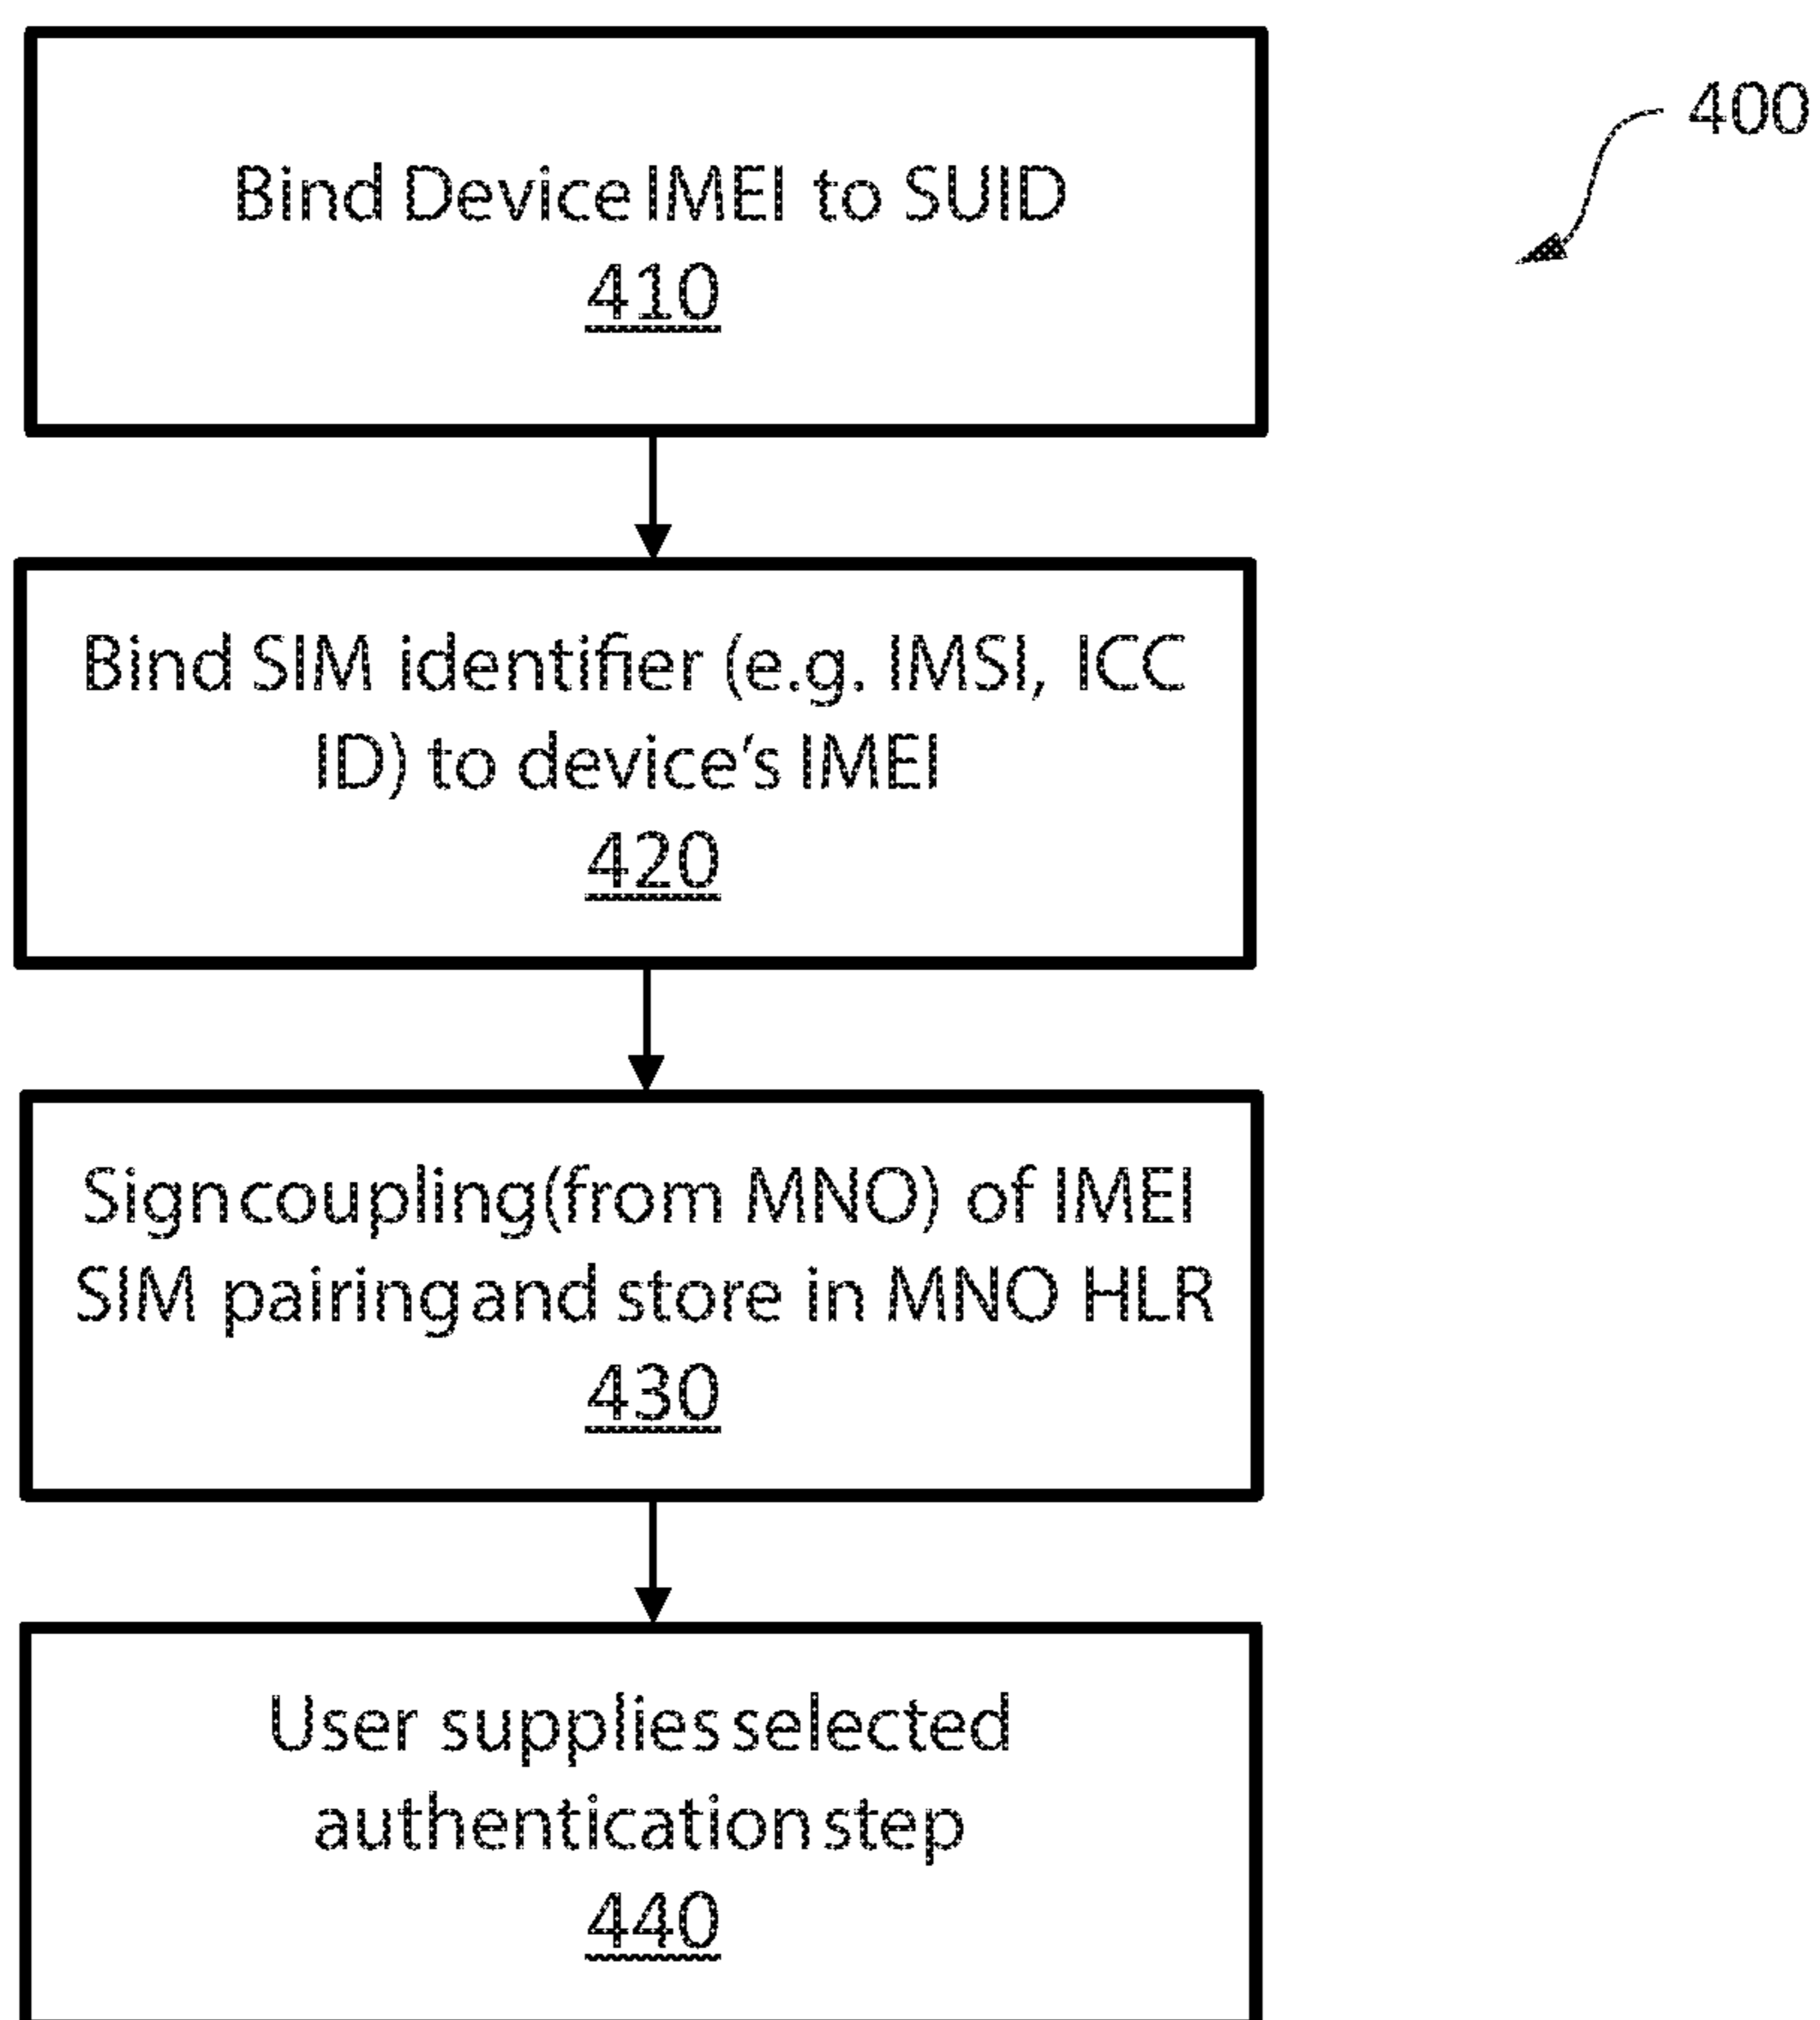 400
Bind Device IMEI to SUID
410
Bind SIM identifier (e.g. IMSI, ICC
ID) to device's IMEI
420
Sign coupling (from MNO) of IMEI
SIM pairing and store in MNO HLR
430
User supplies selected
authentication step
440